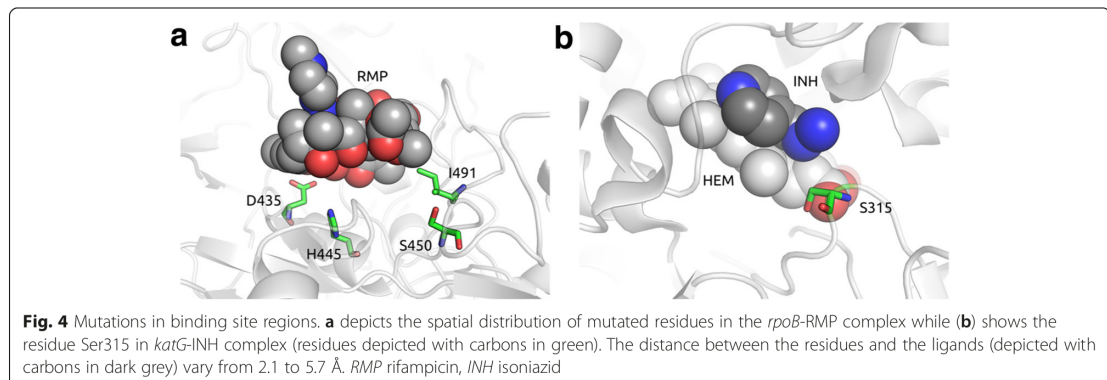 a
RMP
D435
H445
I491
S450
b
INH
HEM
S315
Fig. 4 Mutations in binding site regions. a depicts the spatial distribution of mutated residues in the rpoB-RMP complex while (b) shows the
residue Ser315 in katG-INH complex (residues depicted with carbons in green). The distance between the residues and the ligands (depicted with
carbons in dark grey) vary from 2.1 to 5.7 Å. RMP rifampicin, INH isoniazid